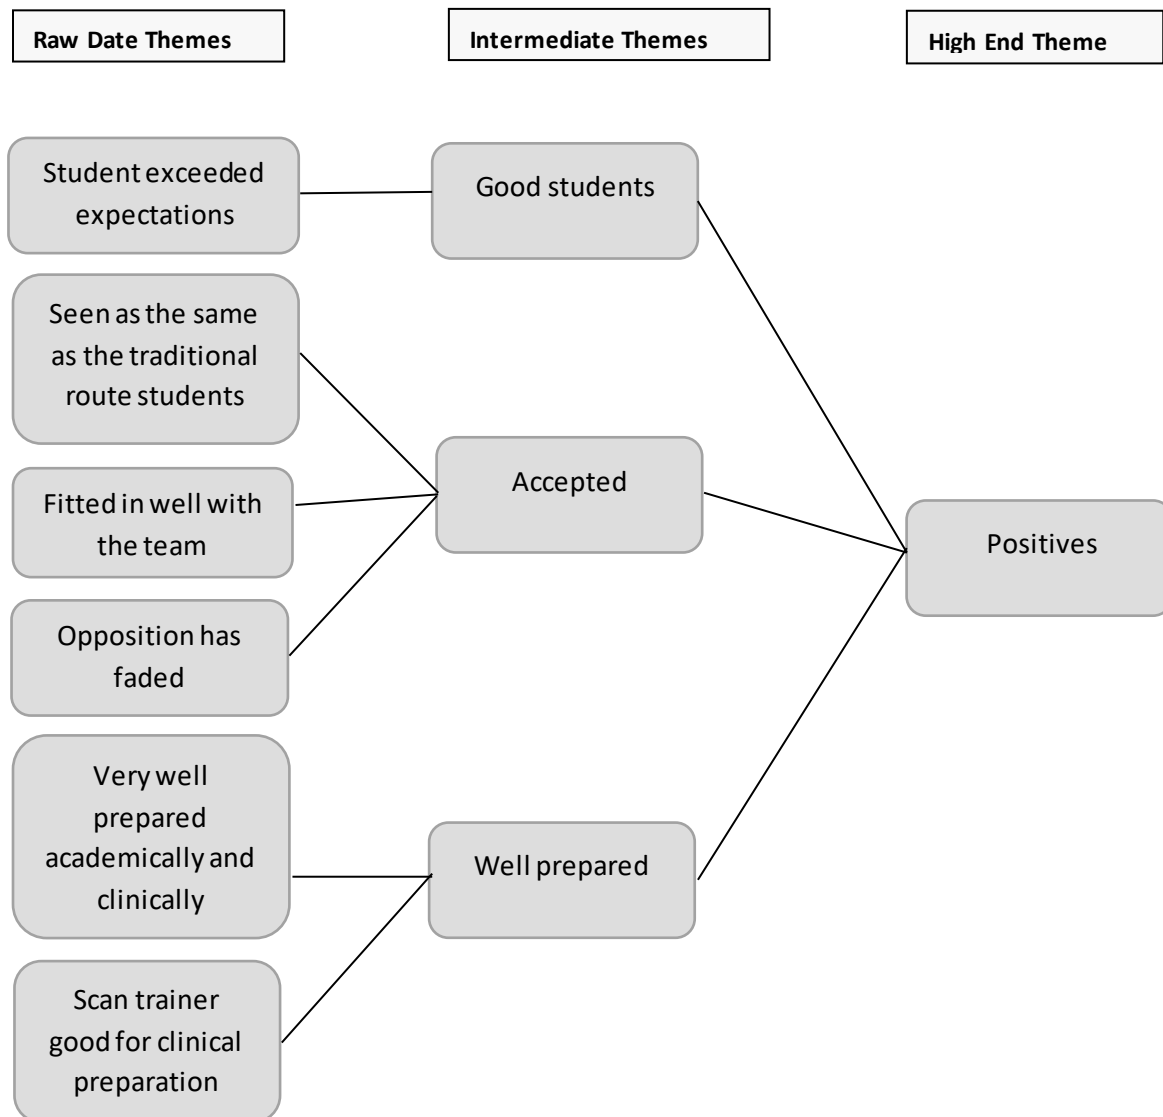 Raw Date Themes
Intermediate Themes
High End Theme
Student exceeded
expectations
Good students
Seen as the same
as the traditional
route students
Accepted
Fitted in well with
the team
Positives
Opposition has
faded
Very well
prepared
academically and
clinically
Well prepared
Scan trainer
good for clinical
preparation